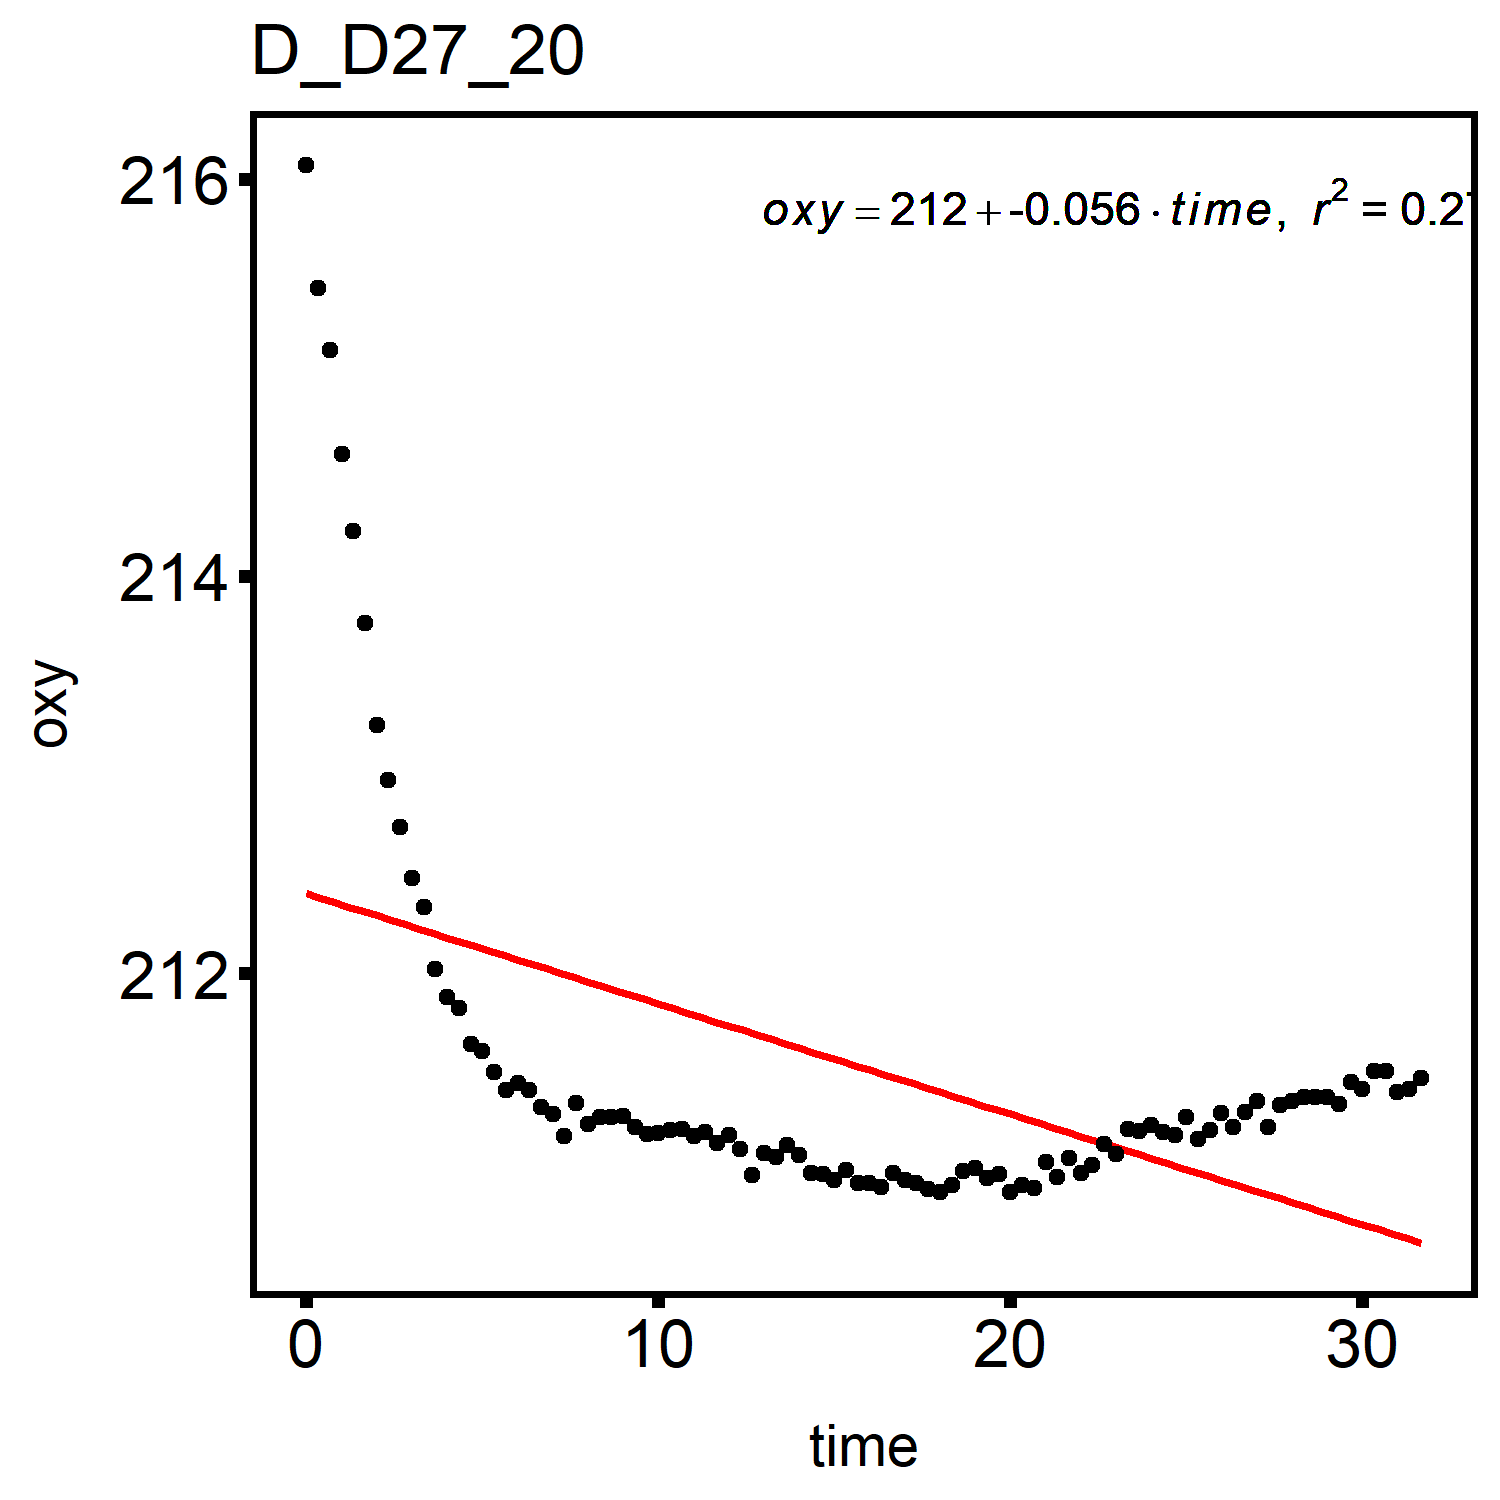 D_D27_20
216
oxy = 212 + -0.056 · time, r² = 0.2
214
oxy
212
0 10 20 30
time